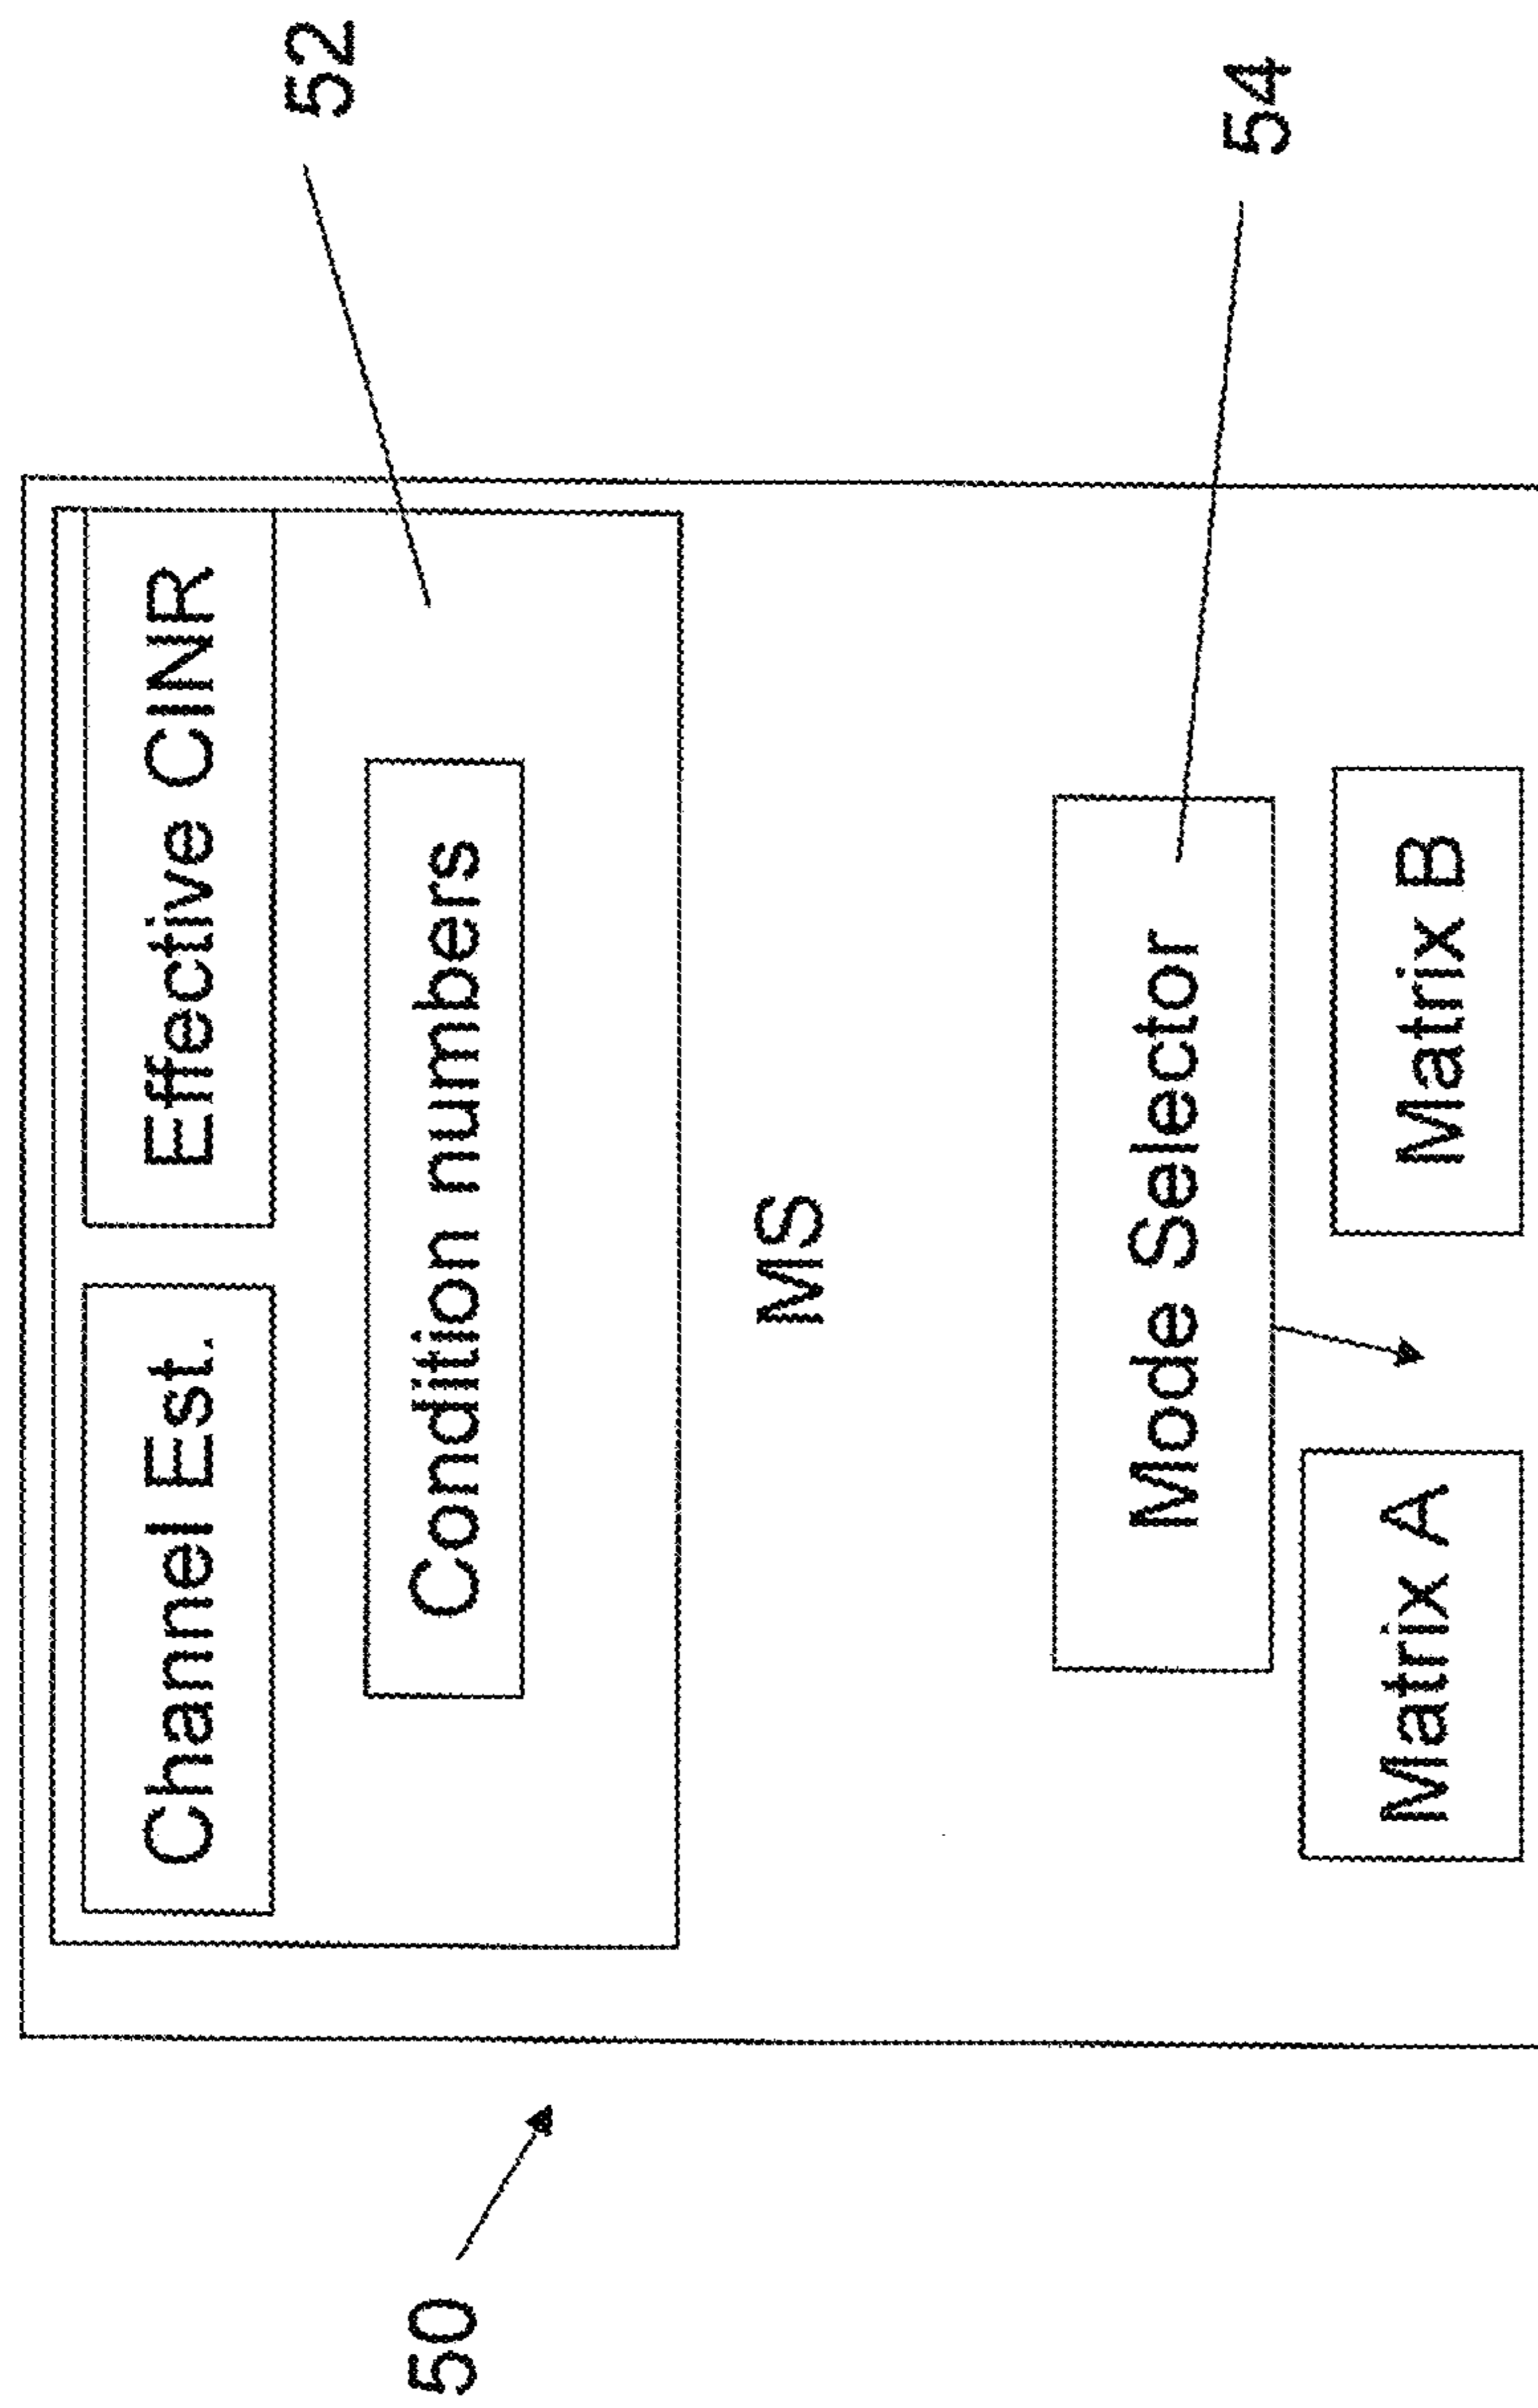 52
Channel Est.
Effective CINR
Condition numbers
50
MS
54
Mode Selector
Matrix A
Matrix B